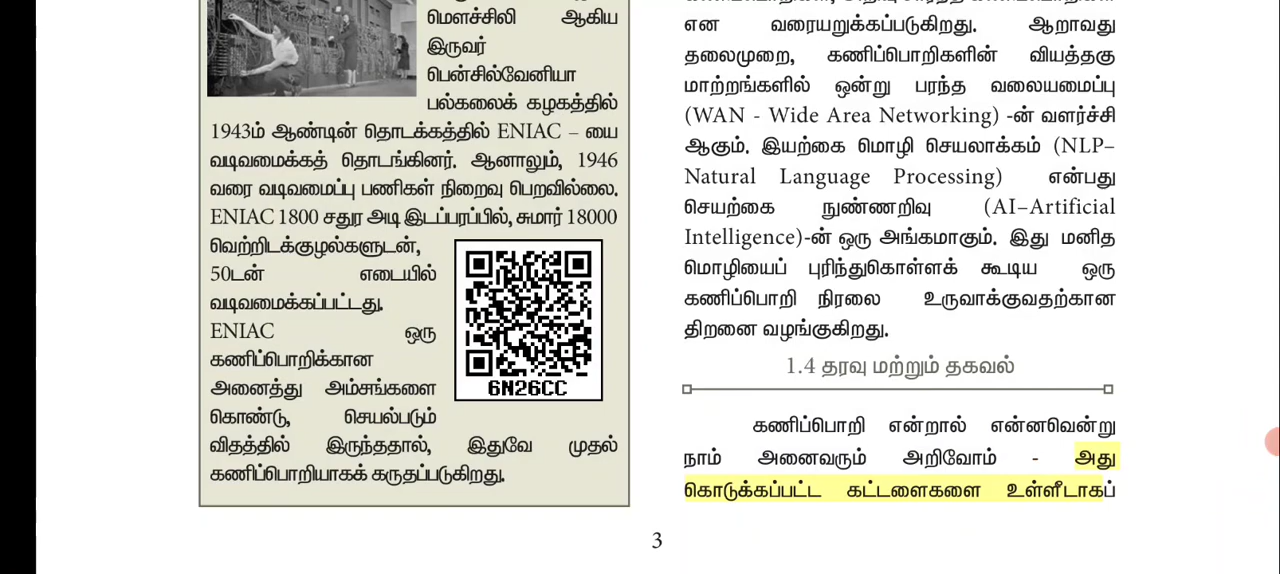 மௌச்சிலி ஆகிய
இருவர்
பென்சில்வேனியா
பல்கலைக் கழகத்தில்
1943ம் ஆண்டின் தொடக்கத்தில் ENIAC – யை
வடிவமைக்கத் தொடங்கினர். ஆனாலும், 1946
வரை வடிவமைப்பு பணிகள் நிறைவு பெறவில்லை.
ENIAC 1800 சதுர அடி இடப்பரப்பில், சுமார் 18000
வெற்றிடக்குழல்களுடன்,
50டன் எடையில்
வடிவமைக்கப்பட்டது.
ENIAC ஒரு
கணிப்பொறிக்கான
அனைத்து அம்சங்களை
கொண்டு, செயல்படும்
விதத்தில் இருந்ததால், இதுவே முதல்
கணிப்பொறியாகக் கருதப்படுகிறது.
6N26CC
என வரையறுக்கப்படுகிறது. ஆறாவது
தலைமுறை, கணிப்பொறிகளின் வியத்தகு
மாற்றங்களில் ஒன்று பரந்த வலையமைப்பு
(WAN - Wide Area Networking) -ன் வளர்ச்சி
ஆகும். இயற்கை மொழி செயலாக்கம் (NLP–
Natural Language Processing) என்பது
செயற்கை நுண்ணறிவு (AI–Artificial
Intelligence)-ன் ஒரு அங்கமாகும். இது மனித
மொழியைப் புரிந்துகொள்ளக் கூடிய ஒரு
கணிப்பொறி நிரலை உருவாக்குவதற்கான
திறனை வழங்குகிறது.
1.4 தரவு மற்றும் தகவல்
கணிப்பொறி என்றால் என்னவென்று
நாம் அனைவரும் அறிவோம் - அது
கொடுக்கப்பட்ட கட்டளைகளை உள்ளீடாகப்
3